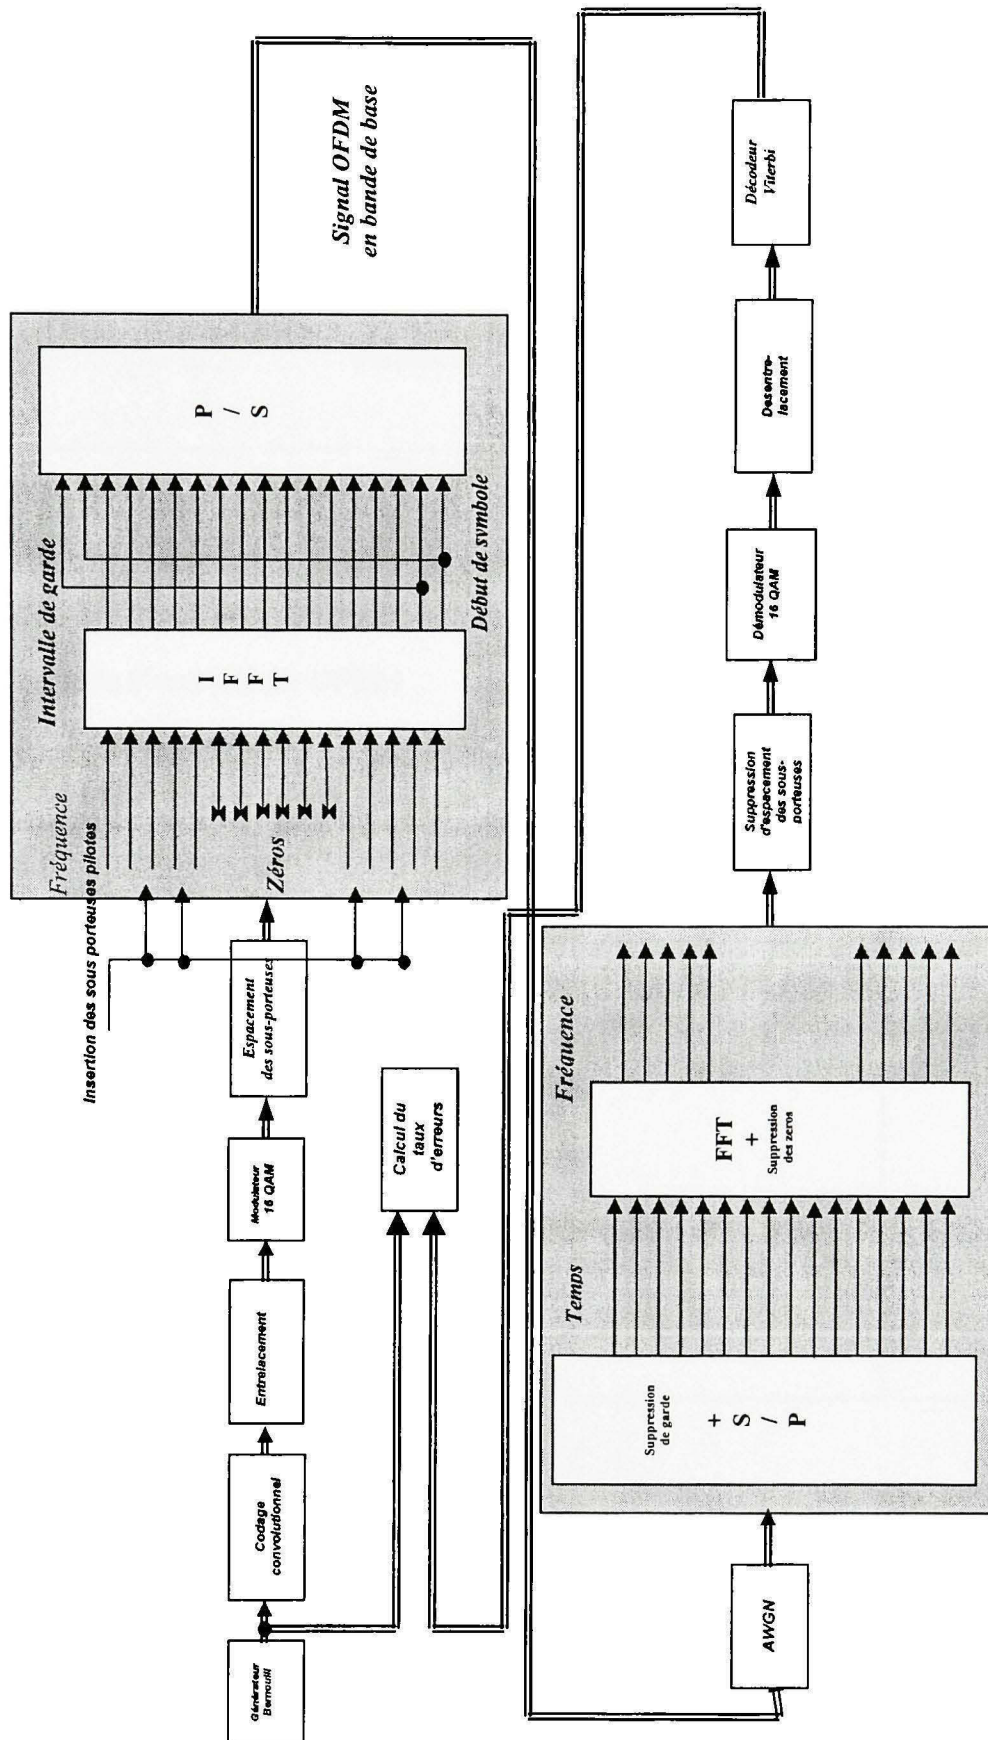 Générateur
Bernoulli
Codage
convolutionnel
Entrelacement
Modulateur
16 QAM
Espacement
des sous-porteuses
Insertion des sous porteuses pilotes
Fréquence
Zéros
I
F
F
T
Intervalle de garde
Début de symbole
P
/
S
Signal OFDM
en bande de base
Calcul du
taux
d'erreurs
AWGN
Suppression
de garde
+
S
/
P
Temps
FFT
+
Suppression
des zeros
Fréquence
Suppression
d'espacement
des sous-
porteuses
Démodulateur
16 QAM
Desentre-
lacement
Décodeur
Viterbi